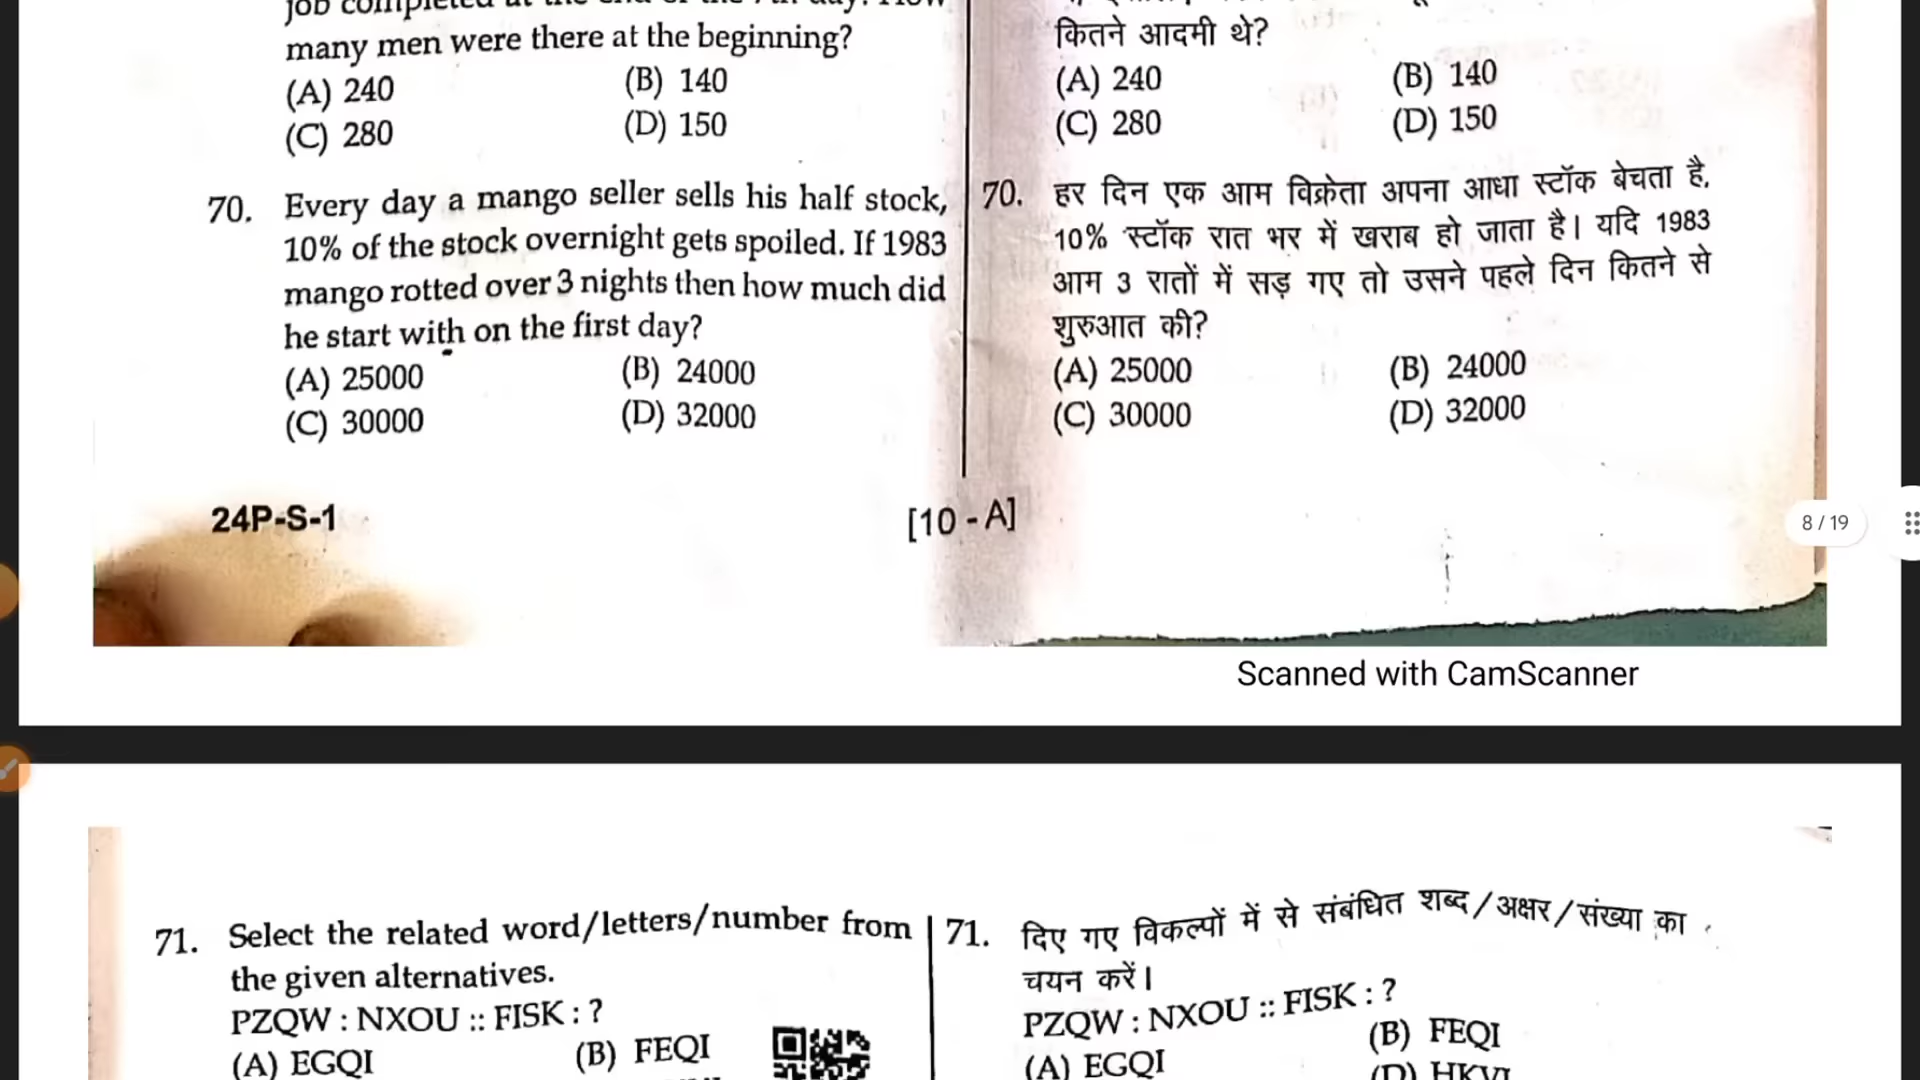 many men were there at the beginning?
(A) 240 (B) 140
(C) 280 (D) 150
70. Every day a mango seller sells his half stock,
10% of the stock overnight gets spoiled. If 1983
mango rotted over 3 nights then how much did
he start with on the first day?
(A) 25000 (B) 24000
(C) 30000 (D) 32000
कितने आदमी थे?
(A) 240 (B) 140
(C) 280 (D) 150
70. हर दिन एक आम विक्रेता अपना आधा स्टॉक बेचता है,
10% स्टॉक रात भर में खराब हो जाता है। यदि 1983
आम 3 रातों में सड़ गए तो उसने पहले दिन कितने से
शुरुआत की?
(A) 25000 (B) 24000
(C) 30000 (D) 32000
24P-S-1 [10 - A]
8 / 19
Scanned with CamScanner
71. Select the related word/letters/number from
the given alternatives.
PZQW : NXOU :: FISK : ?
(A) EGQI (B) FEQI
71. दिए गए विकल्पों में से संबंधित शब्द/अक्षर/संख्या का
चयन करें।
PZQW : NXOU :: FISK : ?
(A) EGQI (B) FEQI
(D) HKVI